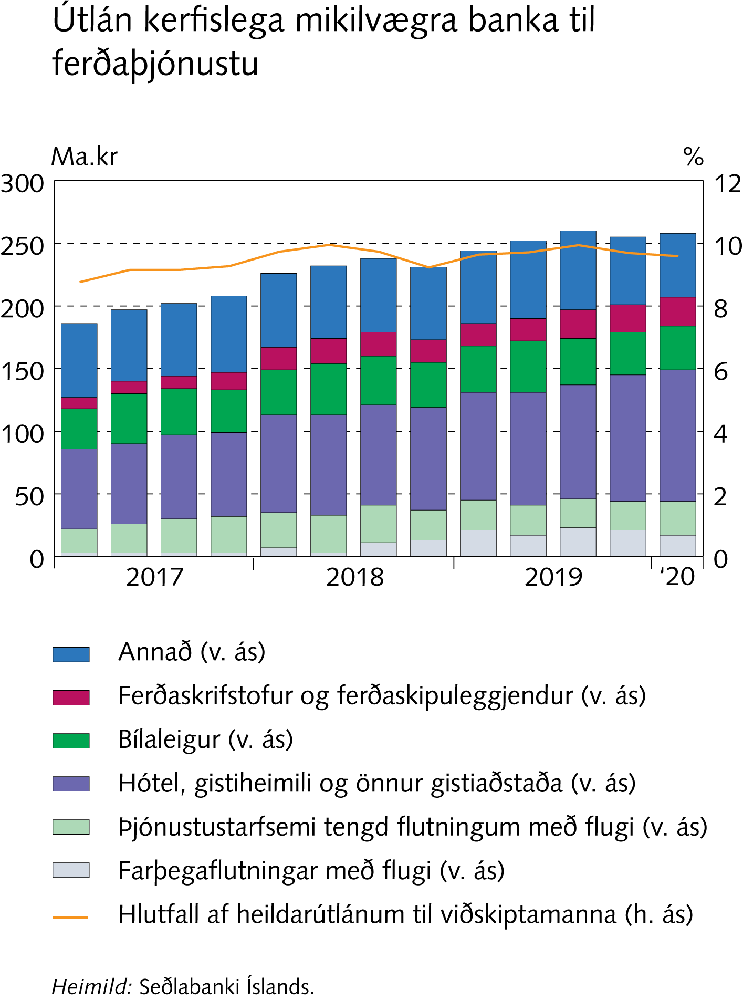 Útlán kerfislega mikilvægra banka til
ferðaþjónustu
Ma.kr %
300 12
250 10
200 8
150 6
100 4
50 2
0 0
2017 2018 2019 ‘20
Annað (v. ás)
Ferðaskrifstofur og ferðaskipuleggjendur (v. ás)
Bílaleigur (v. ás)
Hótel, gistiheimili og önnur gistiaðstaða (v. ás)
Þjónustustarfsemi tengd flutningum með flugi (v. ás)
Farþegaflutningar með flugi (v. ás)
Hlutfall af heildarútlánum til viðskiptamanna (h. ás)
Heimild: Seðlabanki Íslands.